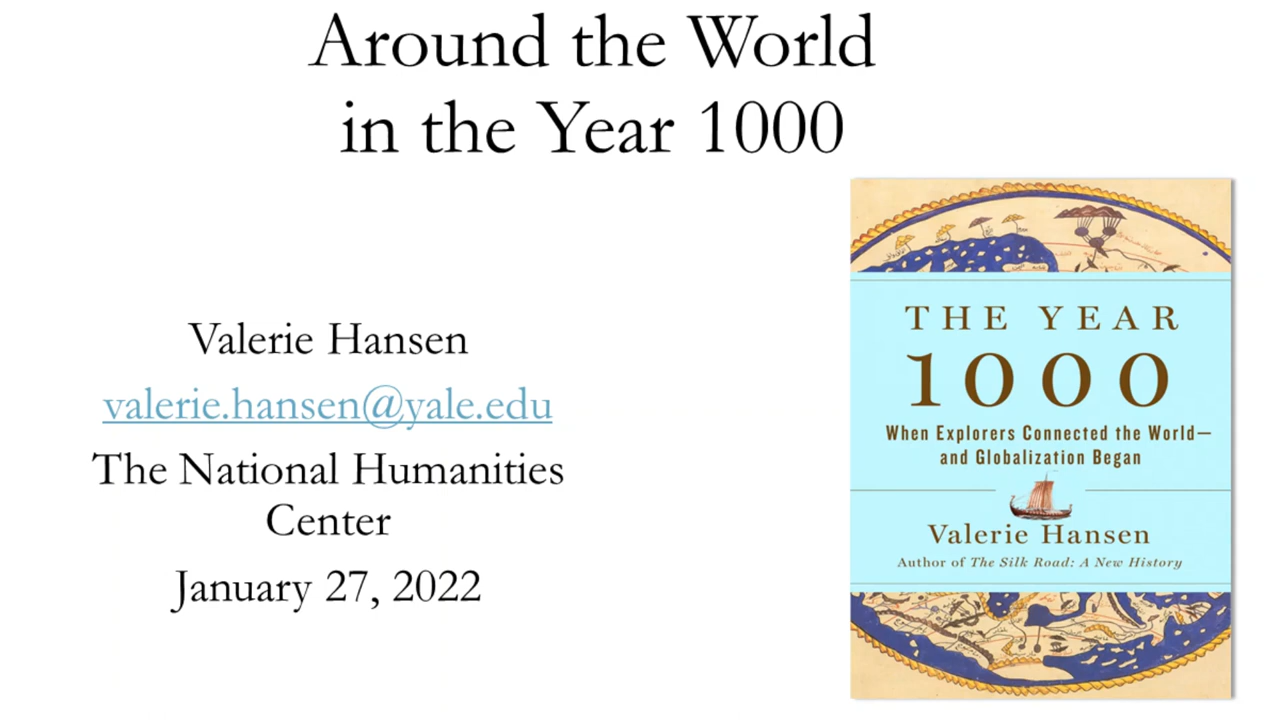 Around the World
in the Year 1000
Valerie Hansen
valerie.hansen@yale.edu
The National Humanities
Center
January 27, 2022
THE YEAR
1000
When Explorers Connected the World—
and Globalization Began
Valerie Hansen
Author of The Silk Road: A New History